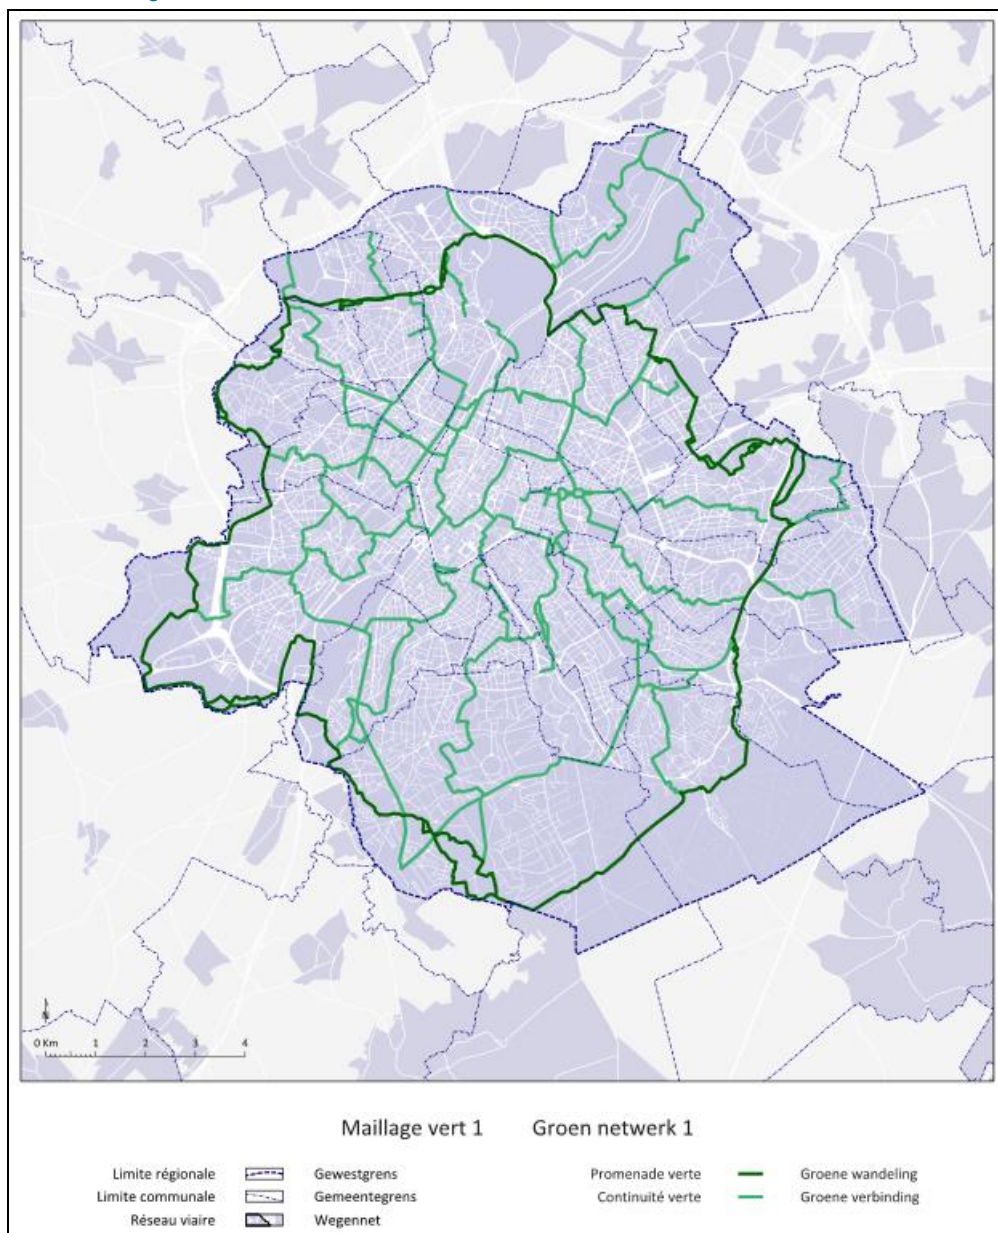 N
0 Km 1 2 3 4
Maillage vert 1 Groen netwerk 1
Limite régionale Gewestgrens Promenade verte Groene wandeling
Limite communale Gemeentegrens Continuité verte Groene verbinding
Réseau viaire Wegennet